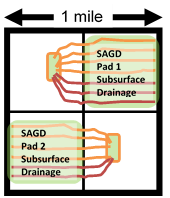 1 mile
SAGD
Pad 1
Subsurface
Drainage
SAGD
Pad 2
Subsurface
Drainage